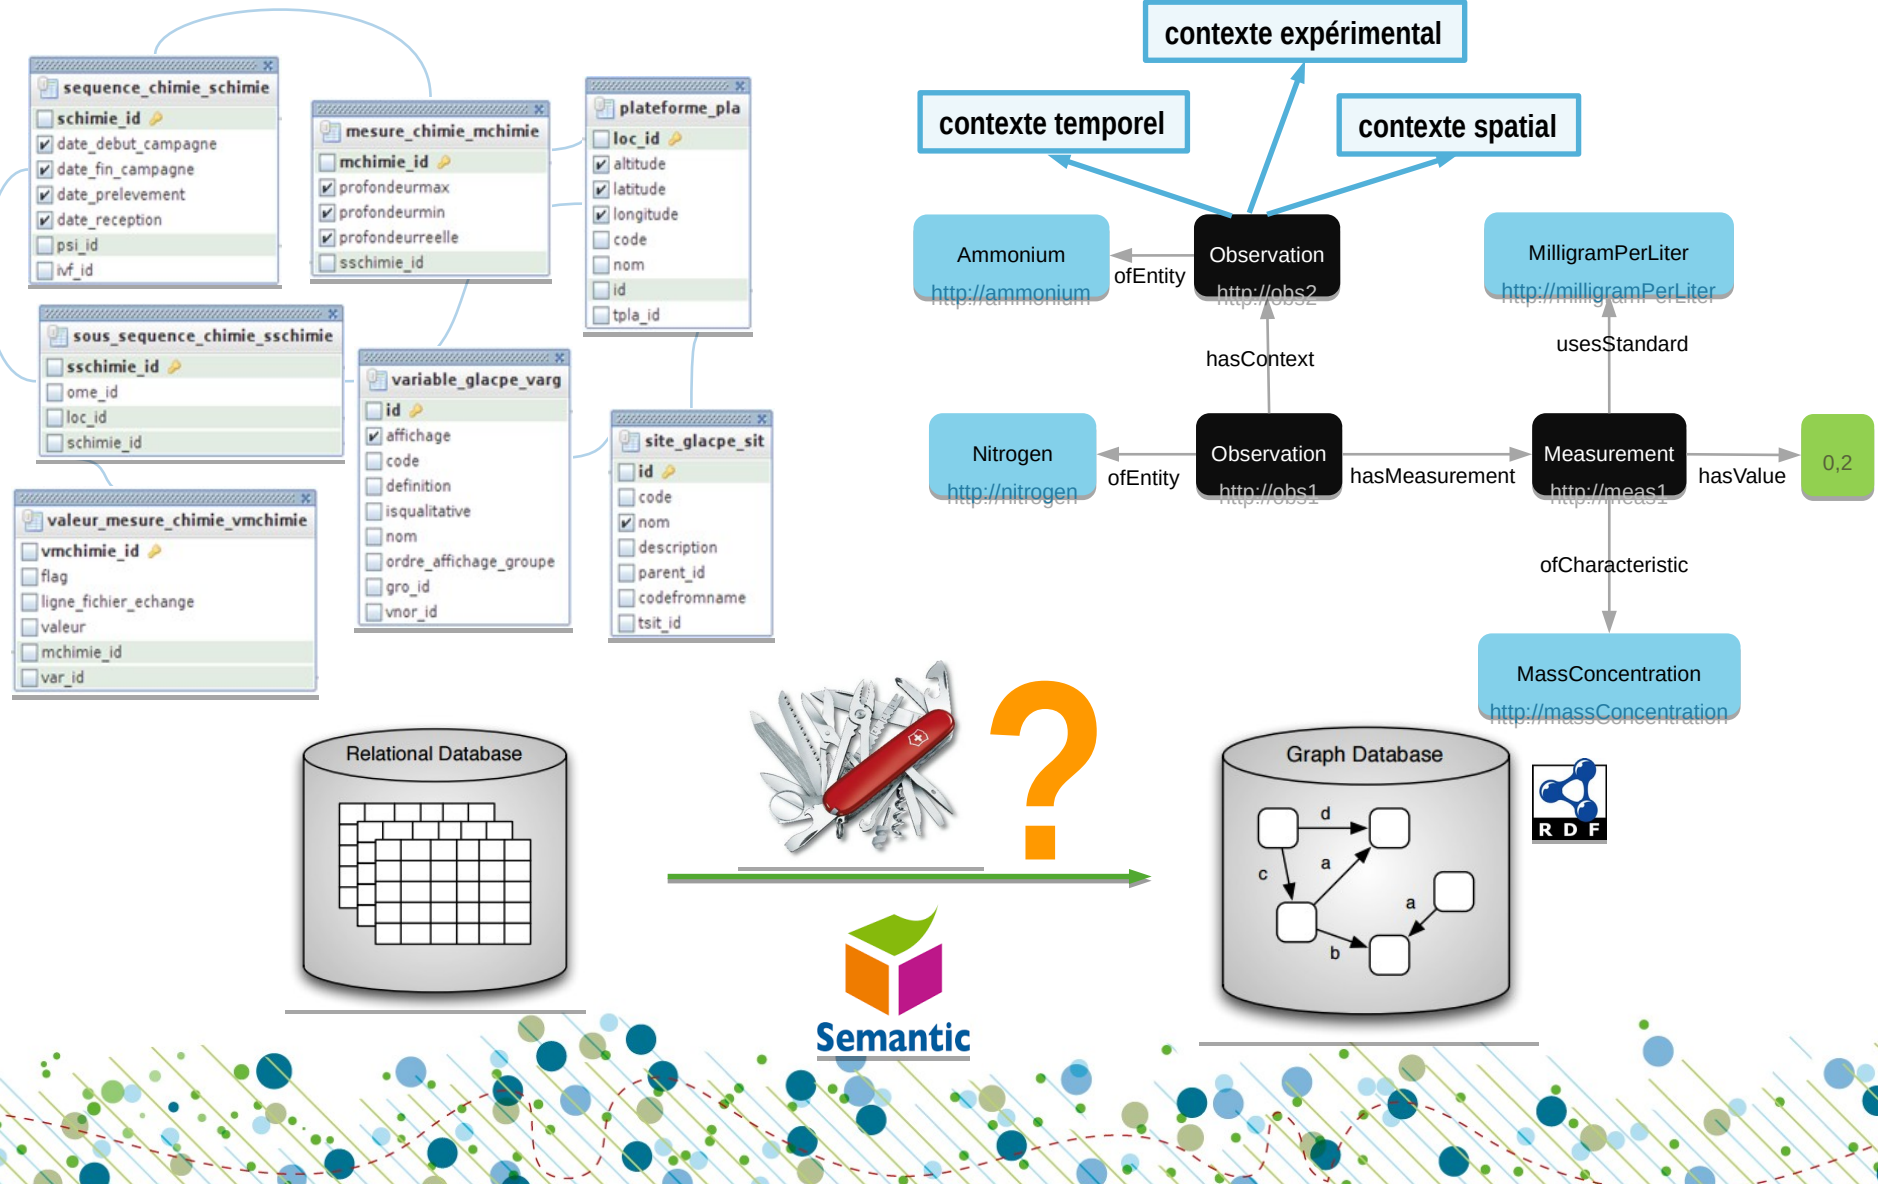 sequence_chimie_schimie
schimie_id
date_debut_campagne
date_fin_campagne
date_prelevement
date_reception
psi_id
ivf_id
mesure_chimie_mchimie
mchimie_id
profondeurmax
profondeurmin
profondeurreelle
sschimie_id
plateforme_pla
loc_id
altitude
latitude
longitude
code
nom
id
tpla_id
sous_sequence_chimie_sschimie
sschimie_id
ome_id
loc_id
schimie_id
variable_glacpe_varg
id
affichage
code
definition
isqualitative
nom
ordre_affichage_groupe
gro_id
vnor_id
site_glacpe_sit
id
code
nom
description
parent_id
codefromname
tsit_id
valeur_mesure_chimie_vmchimie
vmchimie_id
flag
ligne_fichier_echange
valeur
mchimie_id
var_id
contexte expérimental
contexte temporel
contexte spatial
Ammonium
http://ammonium
ofEntity
Observation
http://obs2
MilligramPerLiter
http://milligramPerLiter
hasContext
usesStandard
Nitrogen
http://nitrogen
ofEntity
Observation
http://obs1
hasMeasurement
Measurement
http://meas1
hasValue
0,2
ofCharacteristic
MassConcentration
http://massConcentration
Relational Database
?
Graph Database
d
a
c
a
b
RDF
Semantic